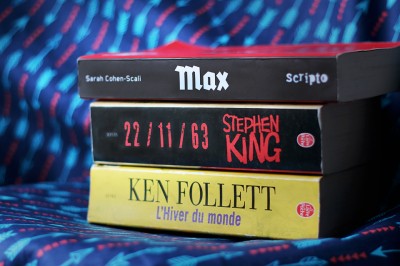 Sarah Cohen-Scali Max Scripto
22/11/63 STEPHEN
KING
KEN FOLLETT
L'Hiver du monde